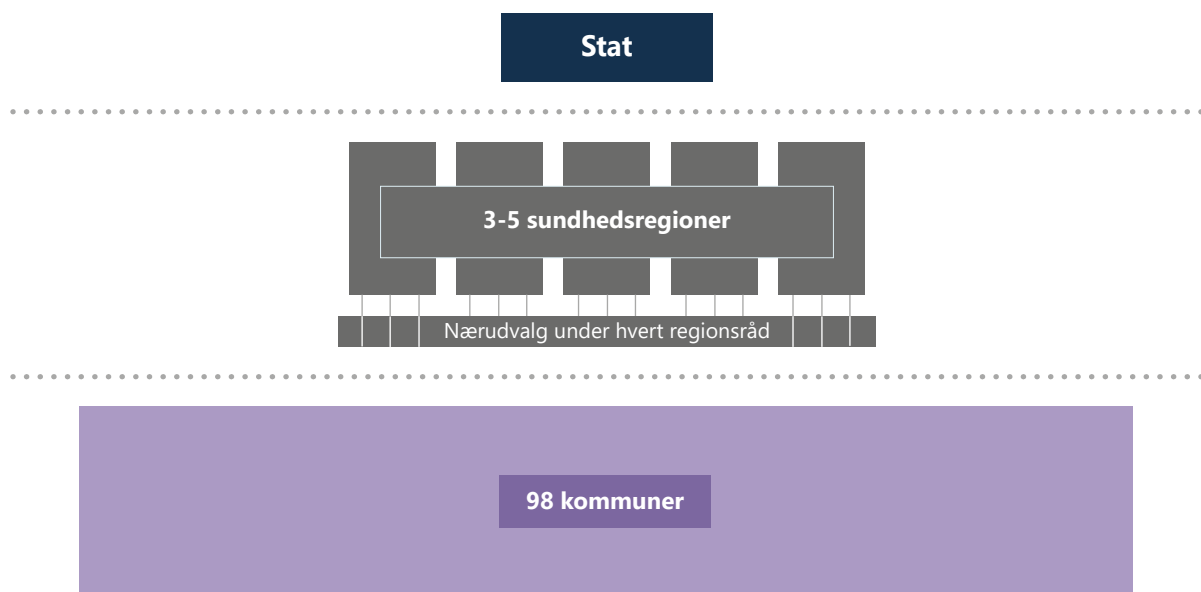 Stat
3-5 sundhedsregioner
Nærudvalg under hvert regionsråd
98 kommuner